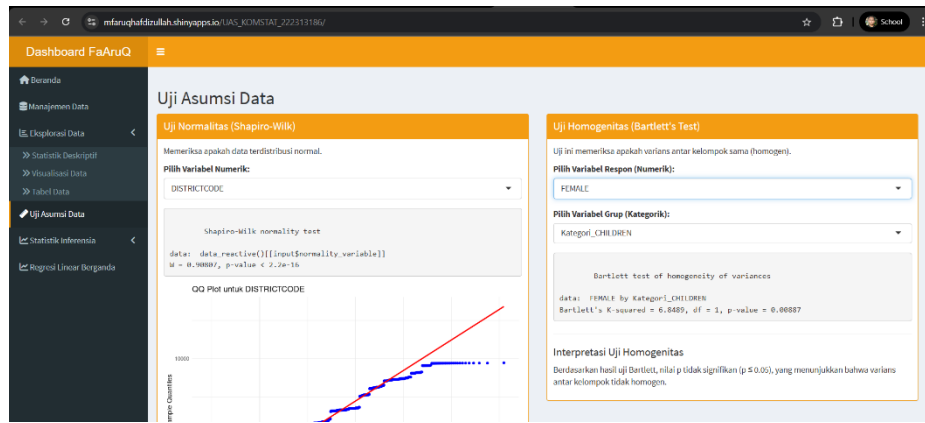 mfaruqhafdizullah.shinyapps.io/UAS_KOMSTAT_222313186/
School
Dashboard FaAruQ
Beranda
Manajemen Data
Eksplorasi Data
Statistik Deskriptif
Visualisasi Data
Tabel Data
Uji Asumsi Data
Statistik Inferensia
Regresi Linear Berganda
Uji Asumsi Data
Uji Normalitas (Shapiro-Wilk)
Memeriksa apakah data terdistribusi normal.
Pilih Variabel Numerik:
DISTRICTCODE
Shapiro-Wilk normality test
data: data_reactive()[[input$normality_variable]]
W = 0.90807, p-value < 2.2e-16
QQ Plot untuk DISTRICTCODE
10000
mple Quantiles
Uji Homogenitas (Bartlett's Test)
Uji ini memeriksa apakah varians antar kelompok sama (homogen).
Pilih Variabel Respon (Numerik):
FEMALE
Pilih Variabel Grup (Kategorik):
Kategori_CHILDREN
Bartlett test of homogeneity of variances
data: FEMALE by Kategori_CHILDREN
Bartlett's K-squared = 6.8489, df = 1, p-value = 0.00887
Interpretasi Uji Homogenitas
Berdasarkan hasil uji Bartlett, nilai p tidak signifikan (p ≤ 0.05), yang menunjukkan bahwa varians
antar kelompok tidak homogen.